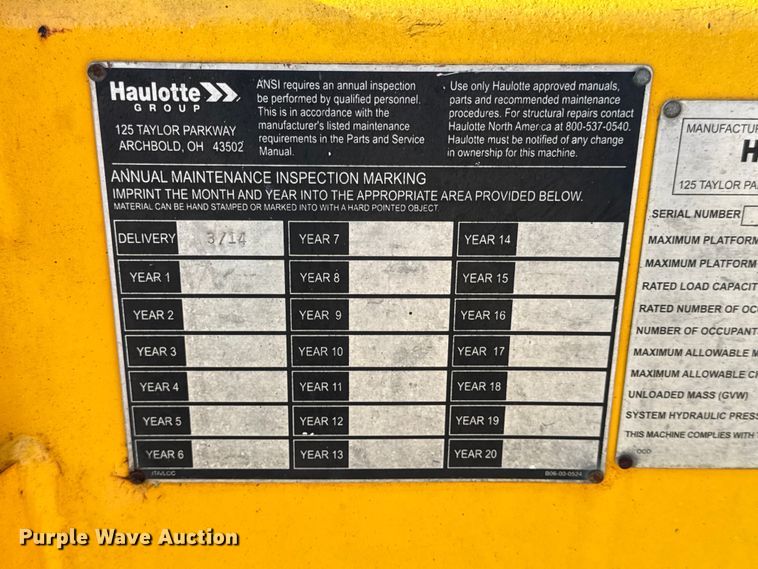 Haulotte
GROUP
125 TAYLOR PARKWAY
ARCHBOLD, OH 43502
ANSI requires an annual inspection
be performed by qualified personnel.
This is in accordance with the
manufacturer's listed maintenance
requirements in the Parts and Service
Manual.
Use only Haulotte approved manuals,
parts and recommended maintenance
procedures. For structural repairs contact
Haulotte North America at 800-537-0540.
Haulotte must be notified of any change
in ownership for this machine.
ANNUAL MAINTENANCE INSPECTION MARKING
IMPRINT THE MONTH AND YEAR INTO THE APPROPRIATE AREA PROVIDED BELOW.
MATERIAL CAN BE HAND STAMPED OR MARKED INTO WITH A HARD POINTED OBJECT.
DELIVERY 3/14 YEAR 7 YEAR 14
YEAR 1 YEAR 8 YEAR 15
YEAR 2 YEAR 9 YEAR 16
YEAR 3 YEAR 10 YEAR 17
YEAR 4 YEAR 11 YEAR 18
YEAR 5 YEAR 12 YEAR 19
YEAR 6 YEAR 13 YEAR 20
B06-00-0524
MANUFACTUR
H
125 TAYLOR PA
SERIAL NUMBER
MAXIMUM PLATFORM
MAXIMUM PLATFORM
RATED LOAD CAPACIT
RATED NUMBER OF OC
NUMBER OF OCCUPANT
MAXIMUM ALLOWABLE M
MAXIMUM ALLOWABLE C
UNLOADED MASS (GVW)
SYSTEM HYDRAULIC PRES
THIS MACHINE COMPLIES WITH
Purple Wave Auction